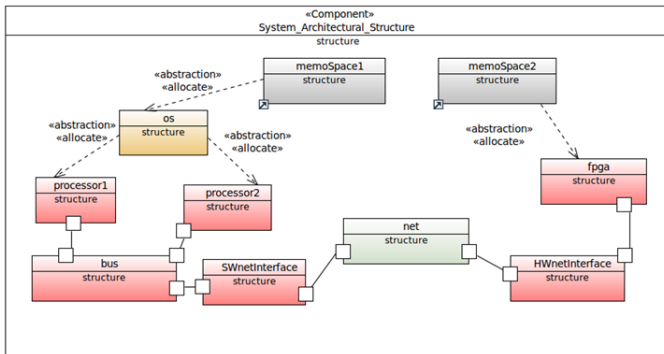 «Component»
System_Architectural_Structure
structure
memoSpace1
structure
memoSpace2
structure
«abstraction»
«allocate»
os
structure
«abstraction»
«allocate»
«abstraction»
«allocate»
«abstraction»
«allocate»
fpga
structure
processor1
structure
processor2
structure
net
structure
bus
structure
SWnetInterface
structure
HWnetInterface
structure